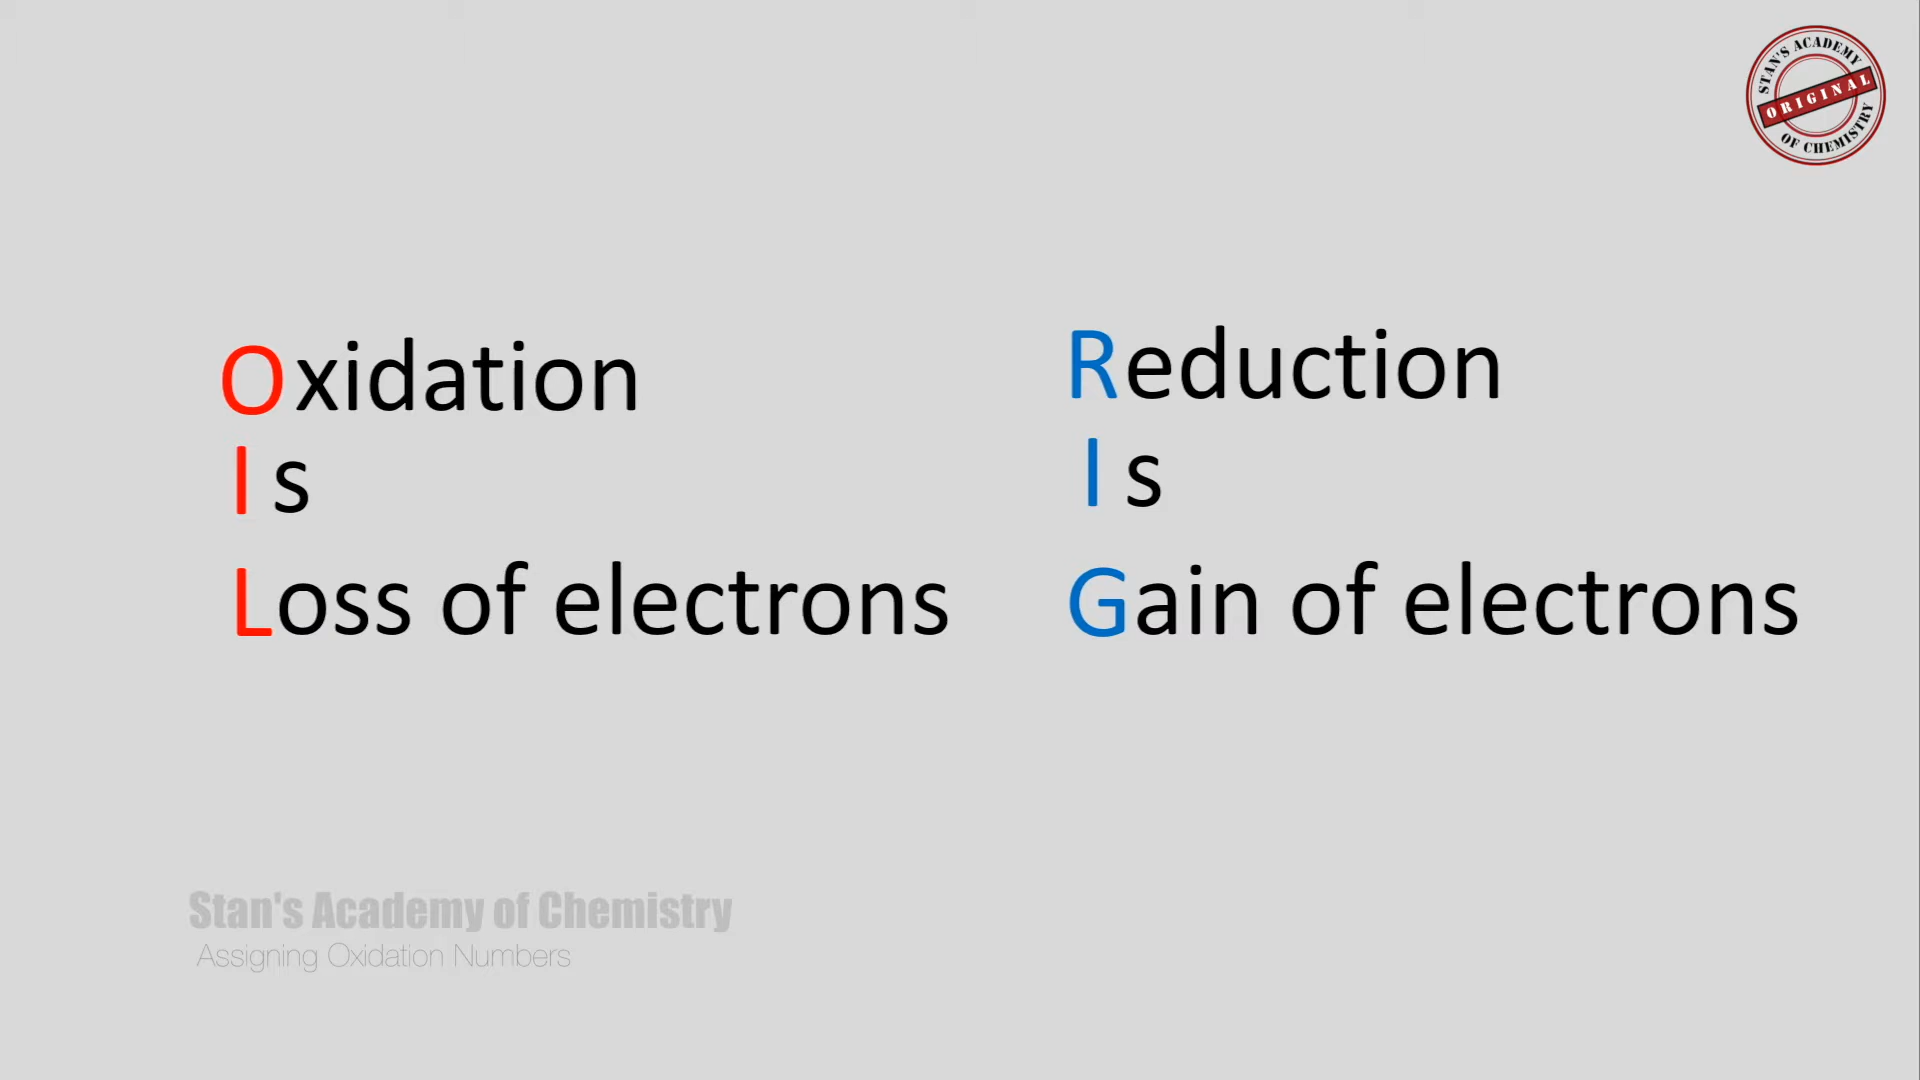 STAN'S ACADEMY
ORIGINAL
OF CHEMISTRY
Oxidation
Is
Loss of electrons
Reduction
Is
Gain of electrons
Stan's Academy of Chemistry
Assigning Oxidation Numbers